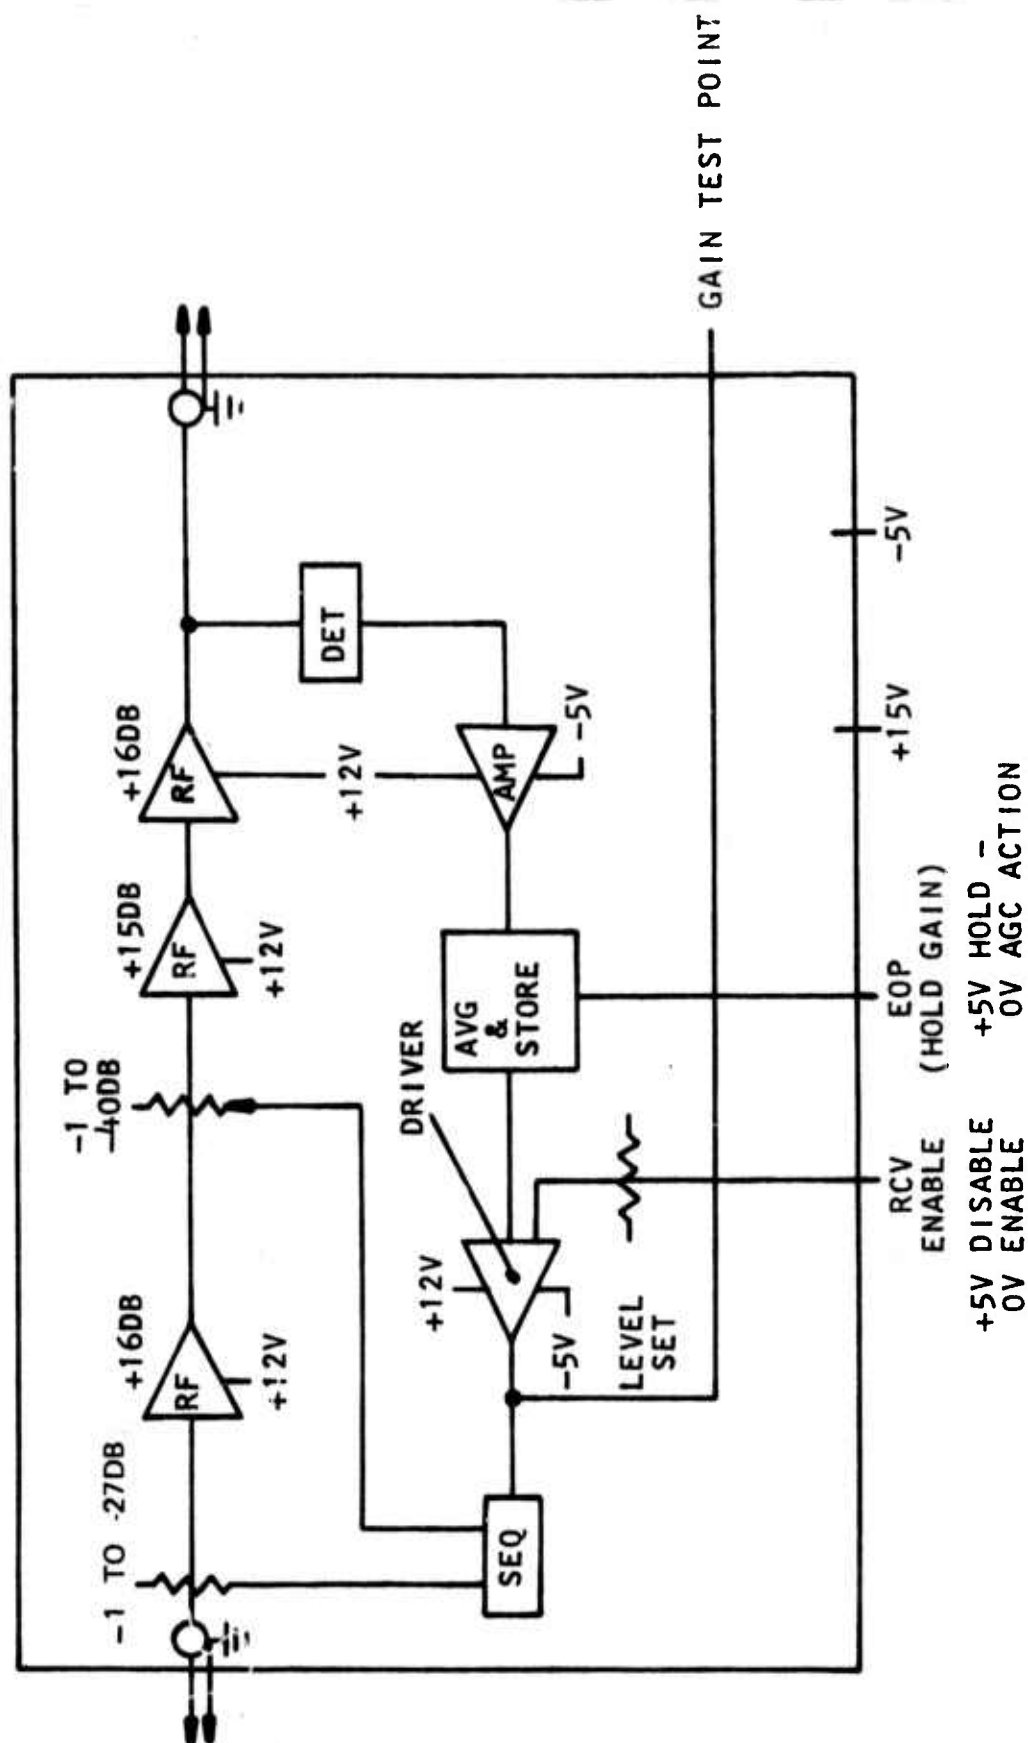 -1 TO -27DB
+16DB
RF
+12V
-1 TO
-40DB
+15DB
RF
+12V
+16DB
RF
+12V
DET
SEQ
+12V
-5V
DRIVER
AVG
&
STORE
AMP
-5V
LEVEL
SET
GAIN TEST POINT
RCV
ENABLE
+5V DISABLE
0V ENABLE
EOP
(HOLD GAIN)
+5V HOLD -
0V AGC ACTION
+15V
-5V